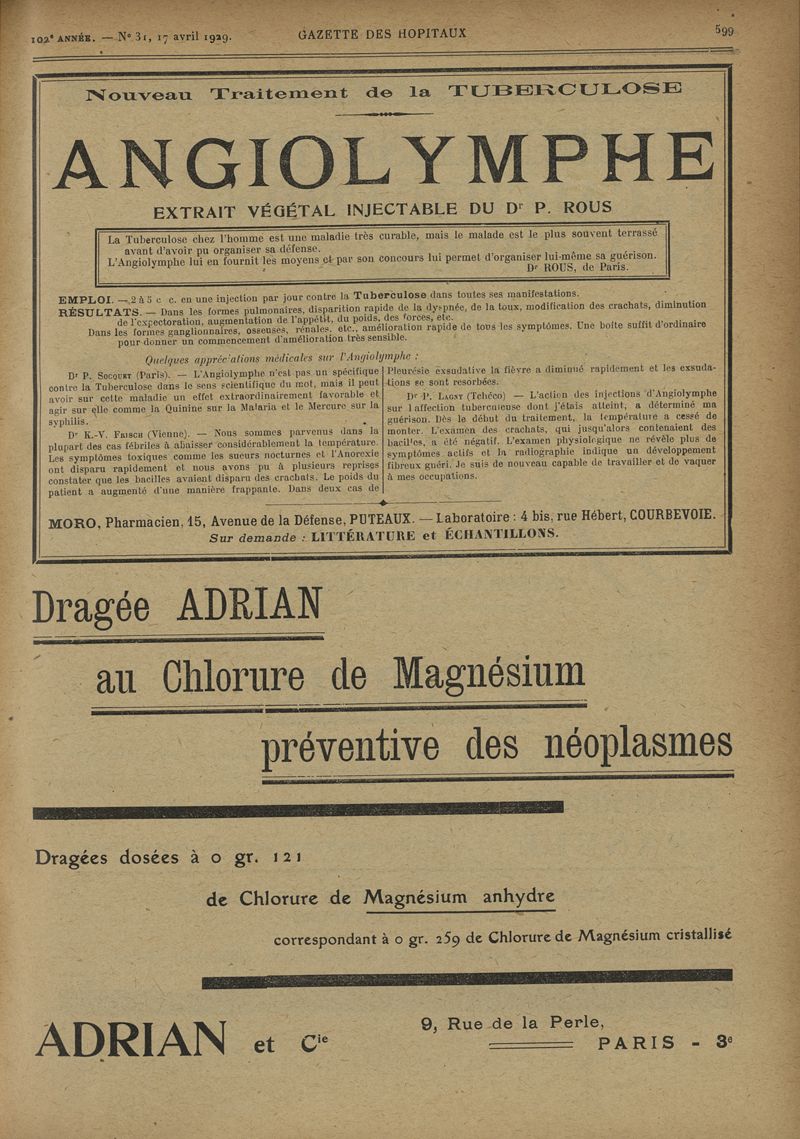 102e ANNÉE. — N° 31, 17 avril 1929.
GAZETTE DES HOPITAUX
599
Nouveau Traitement de la TUBERCULOSE
ANGIOLYMPHE
EXTRAIT VÉGÉTAL INJECTABLE DU Dr P. ROUS
La Tuberculose chez l'homme est une maladie très curable, mais le malade est le plus souvent terrassé
avant d'avoir pu organiser sa défense.
L'Angiolymphe lui en fournit les moyens et par son concours lui permet d'organiser lui-même sa guérison.
Dr ROUS, de Paris.
EMPLOI. — 2 à 5 c. c. en une injection par jour contre la Tuberculose dans toutes ses manifestations.
RÉSULTATS. — Dans les formes pulmonaires, disparition rapide de la dyspnée, de la toux, modification des crachats, diminution
de l'expectoration, augmentation de l'appétit, du poids, des forces, etc.
Dans les formes ganglionnaires, osseuses, rénales, etc., amélioration rapide de tous les symptômes. Une boîte suffit d'ordinaire
pour donner un commencement d'amélioration très sensible.
Quelques appréciations médicales sur l'Angiolymphe :
Dr P. SOCQUET (Paris). — L'Angiolymphe n'est pas un spécifique
contre la Tuberculose dans le sens scientifique du mot, mais il peut
avoir sur cette maladie un effet extraordinairement favorable et
agir sur elle comme la Quinine sur la Malaria et le Mercure sur la
syphilis.
Dr K.-V. FRISCH (Vienne). — Nous sommes parvenus dans la
plupart des cas fébriles à abaisser considérablement la température.
Les symptômes toxiques comme les sueurs nocturnes et l'Anorexie
ont disparu rapidement et nous avons pu à plusieurs reprises
constater que les bacilles avaient disparu des crachats. Le poids du
patient a augmenté d'une manière frappante. Dans deux cas de
Pleurésie exsudative la fièvre a diminué rapidement et les exsuda-
tions se sont resorbées.
Dr P. LAGNY (Tchéco) — L'action des injections d'Angiolymphe
sur l'affection tuberculeuse dont j'étais atteint, a déterminé ma
guérison. Dès le début du traitement, la température a cessé de
monter. L'examen des crachats, qui jusqu'alors contenaient des
bacilles, a été négatif. L'examen physiologique ne révèle plus de
symptômes actifs et la radiographie indique un développement
fibreux guéri. Je suis de nouveau capable de travailler et de vaquer
à mes occupations.
MORO, Pharmacien, 15, Avenue de la Défense, PUTEAUX. — Laboratoire : 4 bis, rue Hébert, COURBEVOIE.
Sur demande : LITTÉRATURE et ÉCHANTILLONS.
Dragée ADRIAN
au Chlorure de Magnésium
préventive des néoplasmes
Dragées dosées à 0 gr. 121
de Chlorure de Magnésium anhydre
correspondant à 0 gr. 259 de Chlorure de Magnésium cristallisé
ADRIAN et Cie
9, Rue de la Perle,
PARIS - 3e